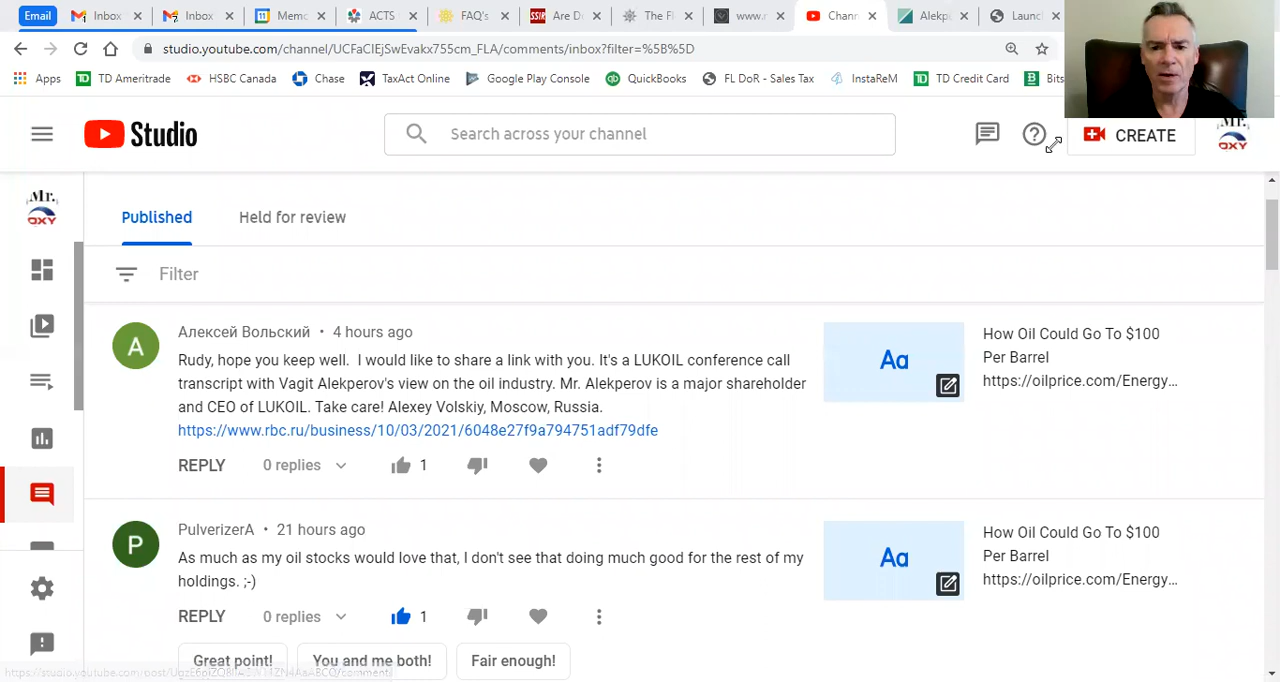 Email Inbox Inbox Memo ACTS FAQ's Are Do The Fl www.r Chann Alekp Launc
studio.youtube.com/channel/UCFaCIEjSwEvakx755cm_FLA/comments/inbox?filter=%5B%5D
Apps TD Ameritrade HSBC Canada Chase TaxAct Online Google Play Console QuickBooks FL DoR - Sales Tax InstaReM TD Credit Card Bits
Studio Search across your channel CREATE Mr. OXY
Mr. OXY
Published Held for review
Filter
Алексей Вольский • 4 hours ago
Rudy, hope you keep well. I would like to share a link with you. It's a LUKOIL conference call
transcript with Vagit Alekperov's view on the oil industry. Mr. Alekperov is a major shareholder
and CEO of LUKOIL. Take care! Alexey Volskiy, Moscow, Russia.
https://www.rbc.ru/business/10/03/2021/6048e27f9a794751adf79dfe
REPLY 0 replies 1
Aa
How Oil Could Go To $100
Per Barrel
https://oilprice.com/Energy...
PulverizerA • 21 hours ago
As much as my oil stocks would love that, I don't see that doing much good for the rest of my
holdings. ;-)
REPLY 0 replies 1
Aa
How Oil Could Go To $100
Per Barrel
https://oilprice.com/Energy...
Great point! You and me both! Fair enough!